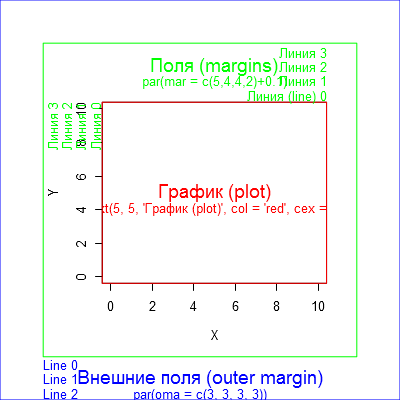 Линия 3
Поля (margins)
Линия 2
par(mar = c(5,4,4,2)+0.1)
Линия 1
Линия (line) 0
Линия 3
Линия 2
Линия 1
Линия 0
10
8
6
4
2
0
Y
График (plot)
xt(5, 5, 'График (plot)', col = 'red', cex =
0 2 4 6 8 10
X
Line 0
Line 1
Внешние поля (outer margin)
Line 2
par(oma = c(3, 3, 3, 3))